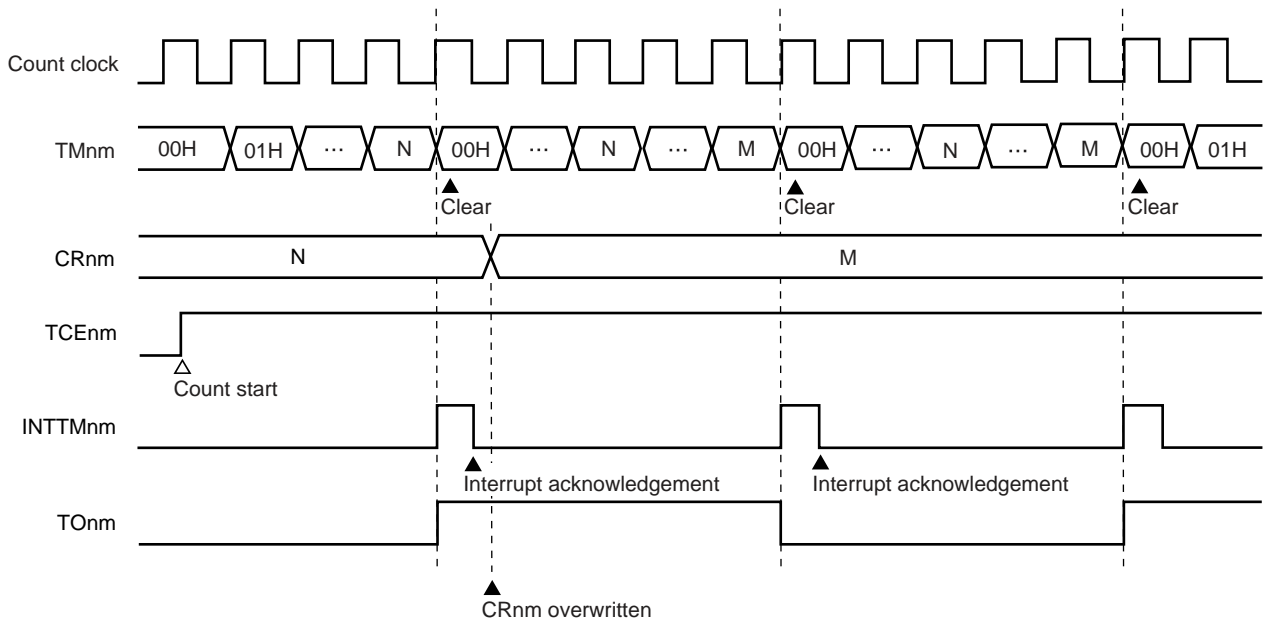 Count clock
TMnm 00H 01H ··· N 00H ··· N ··· M 00H ··· N ··· M 00H 01H
Clear Clear Clear
CRnm N M
TCEnm
Count start
INTTMnm
Interrupt acknowledgement Interrupt acknowledgement
TOnm
CRnm overwritten